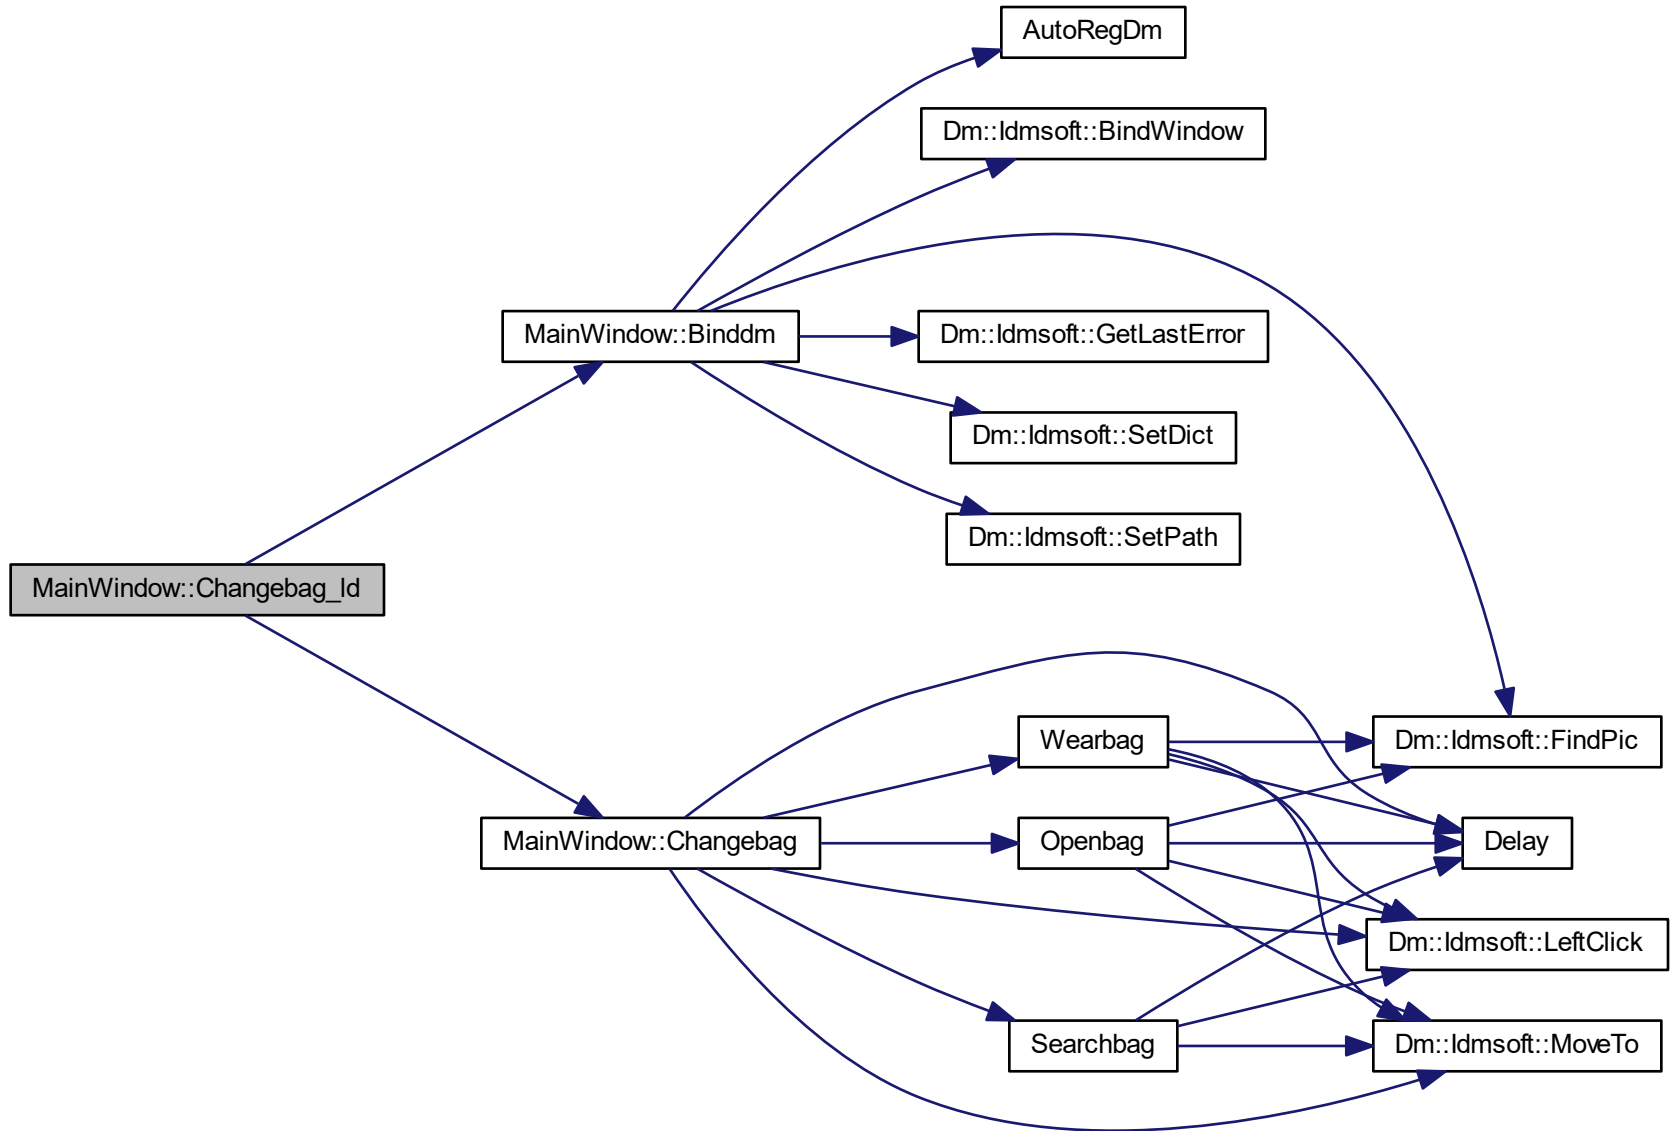 AutoRegDm
Dm::Idmsoft::BindWindow
MainWindow::Binddm
Dm::Idmsoft::GetLastError
Dm::Idmsoft::SetDict
Dm::Idmsoft::SetPath
MainWindow::Changebag_ld
Wearbag
Dm::Idmsoft::FindPic
MainWindow::Changebag
Openbag
Delay
Dm::Idmsoft::LeftClick
Searchbag
Dm::Idmsoft::MoveTo